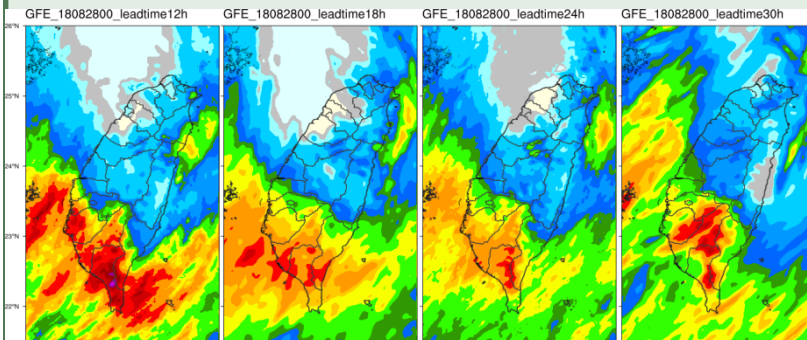 GFE_18082800_leadtime12h GFE_18082800_leadtime18h GFE_18082800_leadtime24h GFE_18082800_leadtime30h
26°N
25°N
24°N
23°N
22°N